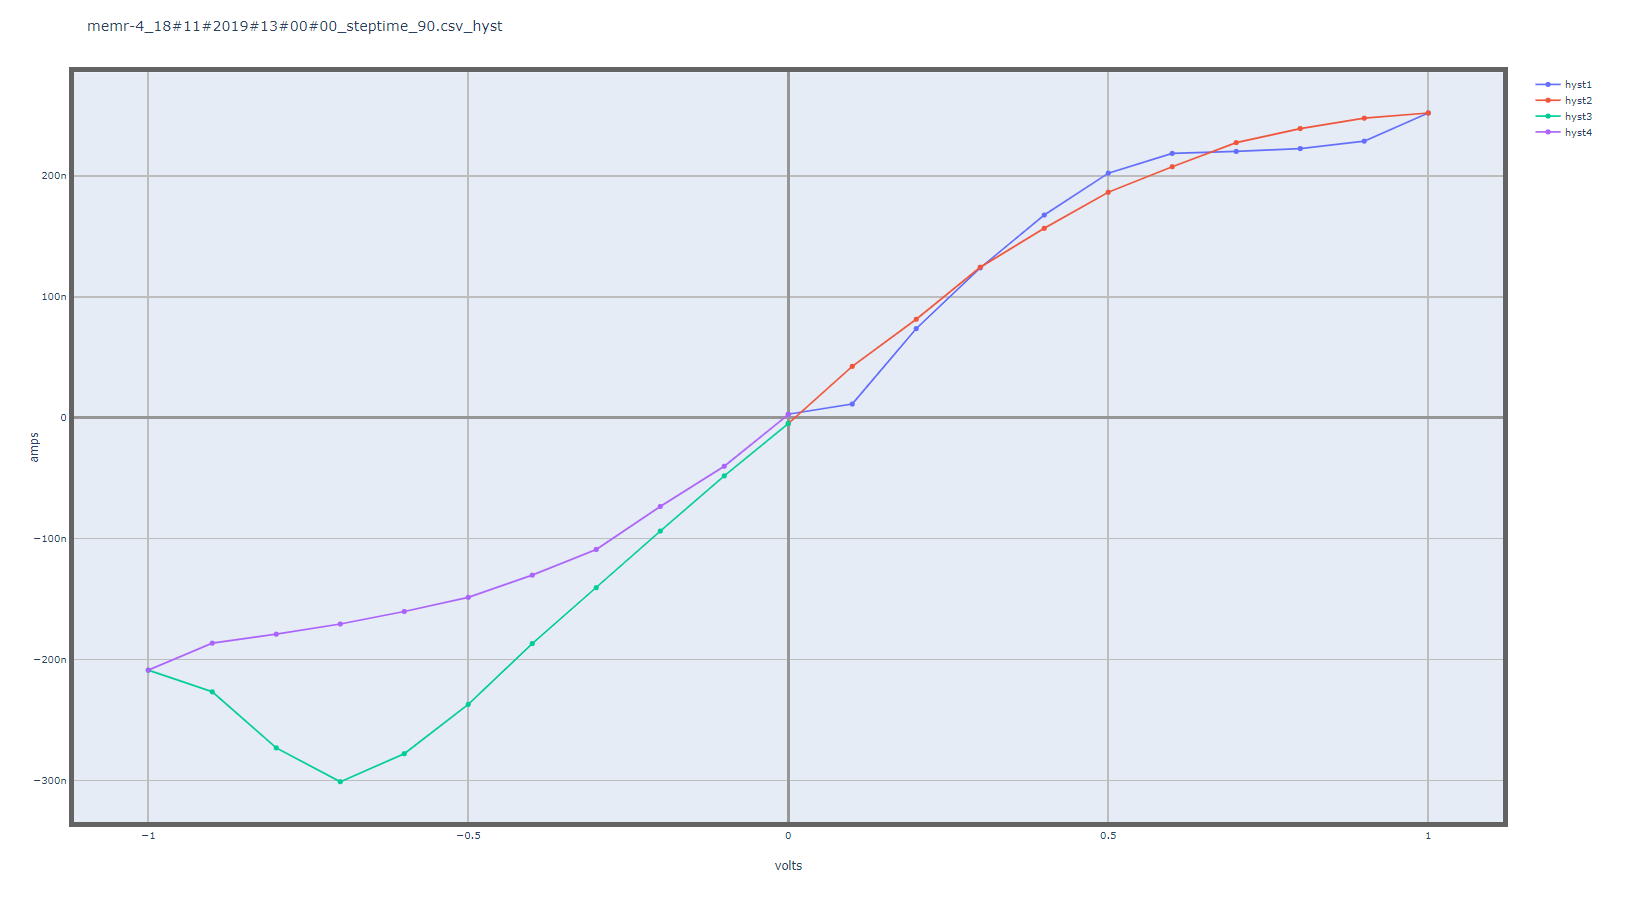 memr-4_18#11#2019#13#00#00_steptime_90.csv_hyst
hyst1
hyst2
hyst3
hyst4
200n
100n
0
−100n
−200n
−300n
amps
−1
−0.5
0
0.5
1
volts